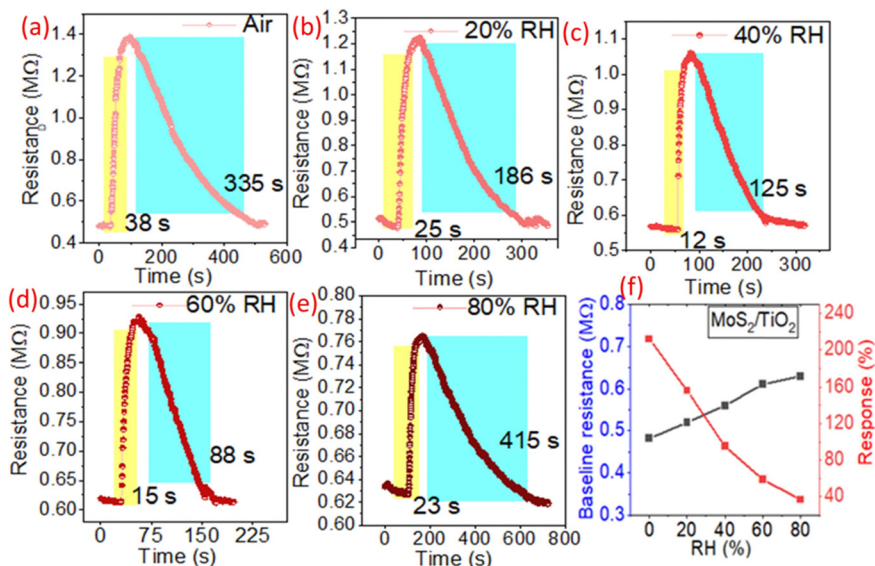 (a)
Air
Resistance (MΩ)
1.4
1.2
1.0
0.8
0.6
0.4
335 s
38 s
0
200
400
600
Time (s)
(b)
20% RH
Resistance (MΩ)
1.3
1.2
1.1
1.0
0.9
0.8
0.7
0.6
0.5
0.4
186 s
25 s
0
100
200
300
Time (s)
(c)
40% RH
Resistance (MΩ)
1.1
1.0
0.9
0.8
0.7
0.6
0.5
125 s
12 s
0
100
200
300
Time (s)
(d)
60% RH
Resistance (MΩ)
0.95
0.90
0.85
0.80
0.75
0.70
0.65
0.60
88 s
15 s
0
75
150
225
Time (s)
(e)
80% RH
Resistance (MΩ)
0.80
0.78
0.76
0.74
0.72
0.70
0.68
0.66
0.64
0.62
0.60
415 s
23 s
0
200
400
600
800
Time (s)
(f)
MoS₂/TiO₂
Baseline resistance (MΩ)
0.8
0.7
0.6
0.5
0.4
0.3
Response (%)
240
200
160
120
80
40
0
20
40
60
80
RH (%)